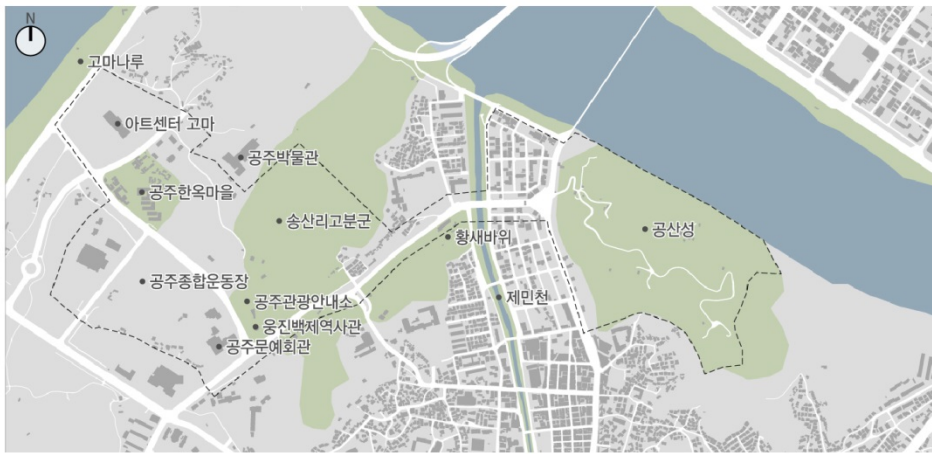 N
고마나루
아트센터 고마
공주박물관
공주한옥마을
송산리고분군
공산성
황새바위
공주종합운동장
제민천
공주관광안내소
웅진백제역사관
공주문예회관